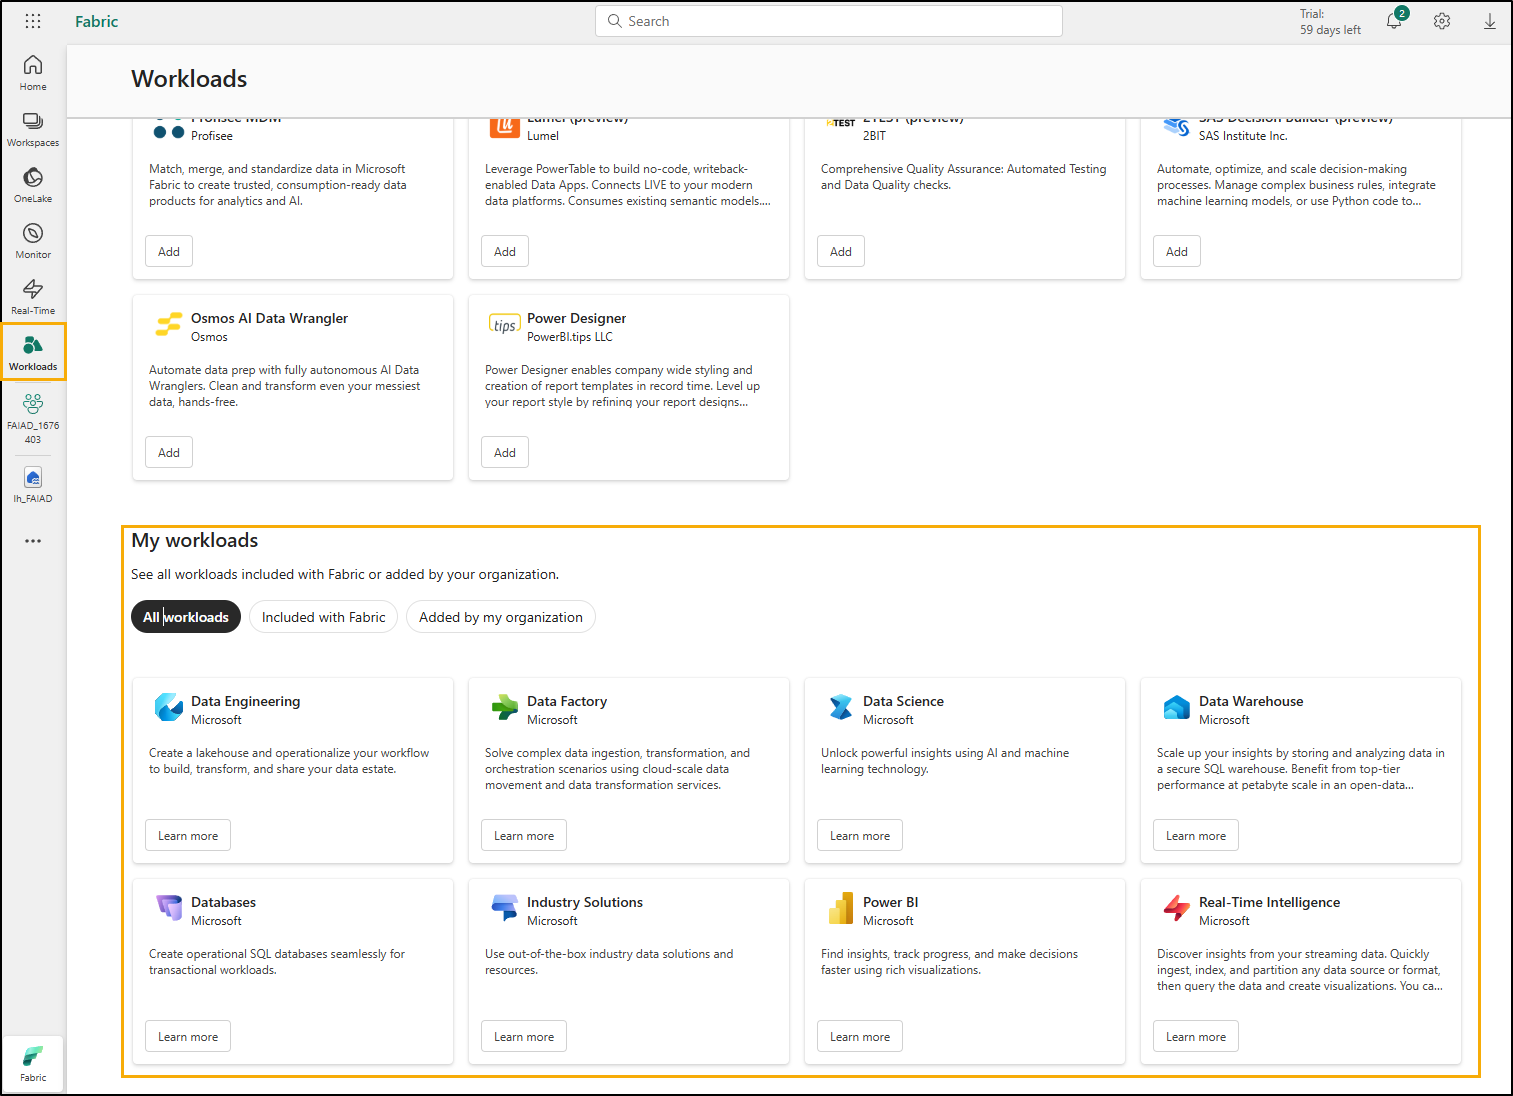 Fabric
Search
Trial:
59 days left
2
Home
Workspaces
OneLake
Monitor
Real-Time
Workloads
FAIAD_1676
403
lh_FAIAD
...
Fabric
Workloads
Profisee MDM
Profisee
Match, merge, and standardize data in Microsoft
Fabric to create trusted, consumption-ready data
products for analytics and AI.
Add
Lumel (preview)
Lumel
Leverage PowerTable to build no-code, writeback-
enabled Data Apps. Connects LIVE to your modern
data platforms. Consumes existing semantic models....
Add
TEST
2TEST (preview)
2BIT
Comprehensive Quality Assurance: Automated Testing
and Data Quality checks.
Add
SAS Decision Builder (preview)
SAS Institute Inc.
Automate, optimize, and scale decision-making
processes. Manage complex business rules, integrate
machine learning models, or use Python code to...
Add
Osmos AI Data Wrangler
Osmos
Automate data prep with fully autonomous AI Data
Wranglers. Clean and transform even your messiest
data, hands-free.
Add
tips
Power Designer
PowerBI.tips LLC
Power Designer enables company wide styling and
creation of report templates in record time. Level up
your report style by refining your report designs...
Add
My workloads
See all workloads included with Fabric or added by your organization.
All workloads
Included with Fabric
Added by my organization
Data Engineering
Microsoft
Create a lakehouse and operationalize your workflow
to build, transform, and share your data estate.
Learn more
Data Factory
Microsoft
Solve complex data ingestion, transformation, and
orchestration scenarios using cloud-scale data
movement and data transformation services.
Learn more
Data Science
Microsoft
Unlock powerful insights using AI and machine
learning technology.
Learn more
Data Warehouse
Microsoft
Scale up your insights by storing and analyzing data in
a secure SQL warehouse. Benefit from top-tier
performance at petabyte scale in an open-data...
Learn more
Databases
Microsoft
Create operational SQL databases seamlessly for
transactional workloads.
Learn more
Industry Solutions
Microsoft
Use out-of-the-box industry data solutions and
resources.
Learn more
Power BI
Microsoft
Find insights, track progress, and make decisions
faster using rich visualizations.
Learn more
Real-Time Intelligence
Microsoft
Discover insights from your streaming data. Quickly
ingest, index, and partition any data source or format,
then query the data and create visualizations. You ca...
Learn more